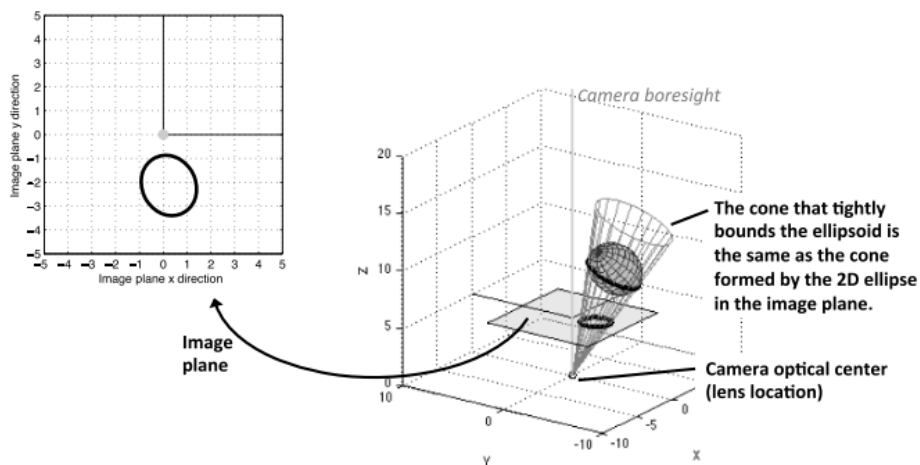 5
4
3
2
1
0
−1
−2
−3
−4
−5
−5 −4 −3 −2 −1 0 1 2 3 4 5
Image plane y direction
Image plane x direction
Image
plane
Camera boresight
20
15
10
5
0
Z
10
0
-10
Y
-10
-5
0
X
The cone that tightly
bounds the ellipsoid is
the same as the cone
formed by the 2D ellipse
in the image plane.
Camera optical center
(lens location)